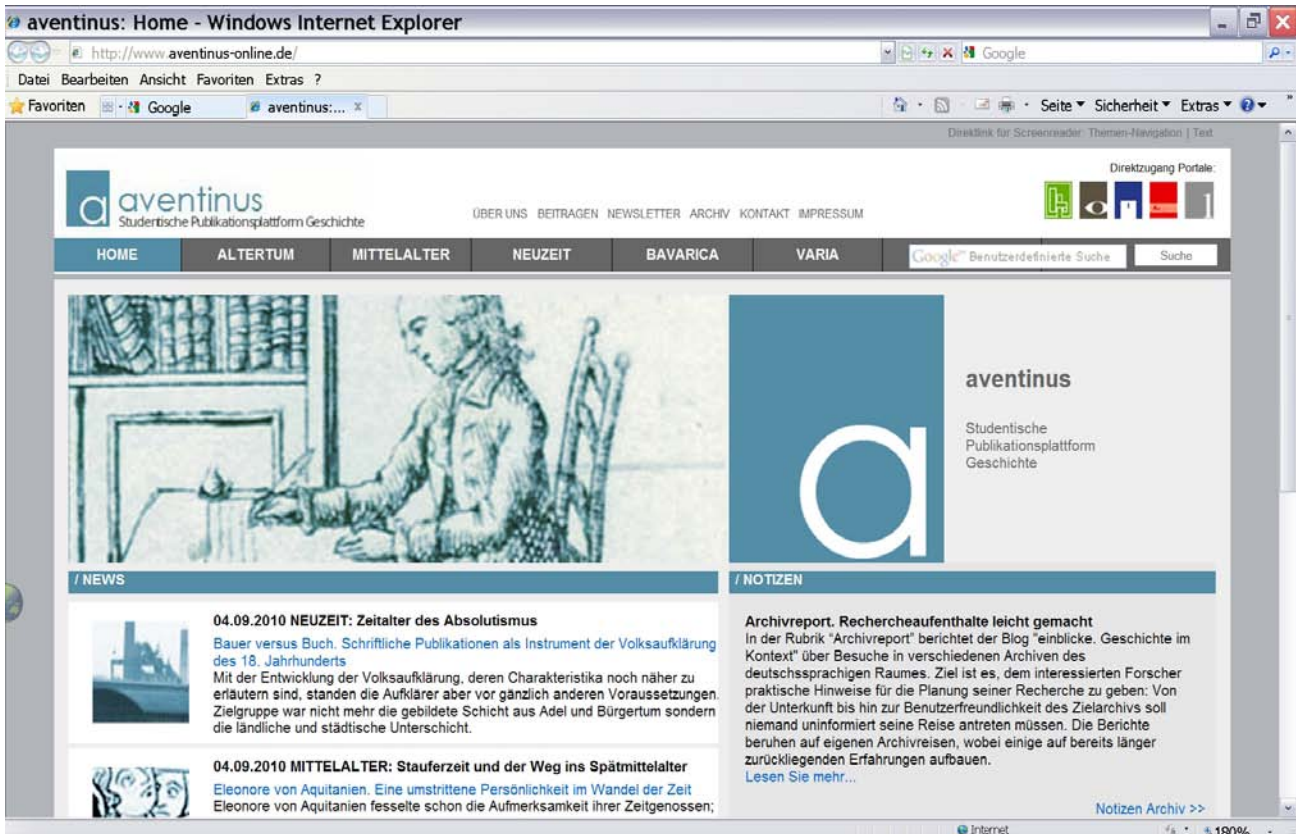 aventinus: Home - Windows Internet Explorer
http://www.aventinus-online.de/
Google
Datei Bearbeiten Ansicht Favoriten Extras ?
Favoriten Google aventinus:... x
Seite Sicherheit Extras
Direktlink für Screenreader: Themen-Navigation | Text
Direktzugang Portale:
a aventinus
Studentische Publikationsplattform Geschichte
ÜBER UNS BEITRAGEN NEWSLETTER ARCHIV KONTAKT IMPRESSUM
HOME ALTERTUM MITTELALTER NEUZEIT BAVARICA VARIA Google™ Benutzerdefinierte Suche Suche
a
aventinus
Studentische
Publikationsplattform
Geschichte
/ NEWS
04.09.2010 NEUZEIT: Zeitalter des Absolutismus
Bauer versus Buch. Schriftliche Publikationen als Instrument der Volksaufklärung
des 18. Jahrhunderts
Mit der Entwicklung der Volksaufklärung, deren Charakteristika noch näher zu
erläutern sind, standen die Aufklärer aber vor gänzlich anderen Voraussetzungen.
Zielgruppe war nicht mehr die gebildete Schicht aus Adel und Bürgertum sondern
die ländliche und städtische Unterschicht.
04.09.2010 MITTELALTER: Stauferzeit und der Weg ins Spätmittelalter
Eleonore von Aquitanien. Eine umstrittene Persönlichkeit im Wandel der Zeit
Eleonore von Aquitanien fesselte schon die Aufmerksamkeit ihrer Zeitgenossen;
/ NOTIZEN
Archivreport. Rechercheaufenthalte leicht gemacht
In der Rubrik "Archivreport" berichtet der Blog "einblicke. Geschichte im
Kontext" über Besuche in verschiedenen Archiven des
deutschssprachigen Raumes. Ziel ist es, dem interessierten Forscher
praktische Hinweise für die Planung seiner Recherche zu geben: Von
der Unterkunft bis hin zur Benutzerfreundlichkeit des Zielarchivs soll
niemand uninformiert seine Reise antreten müssen. Die Berichte
beruhen auf eigenen Archivreisen, wobei einige auf bereits länger
zurückliegenden Erfahrungen aufbauen.
Lesen Sie mehr...
Notizen Archiv >>
Internet
190%